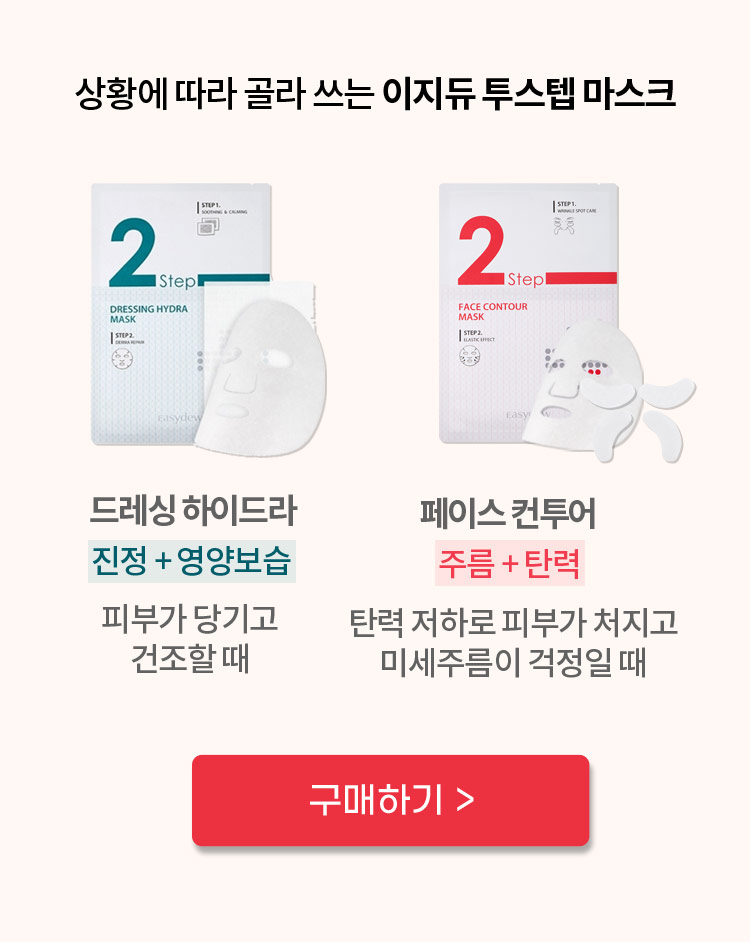 상황에 따라 골라 쓰는 이지듀 투스텝 마스크
STEP 1.
SOOTHING & CALMING
2
Step
DRESSING HYDRA
MASK
STEP 2.
DERMA REPAIR
easydew
STEP 1.
WRINKLE SPOT CARE
2
Step
FACE CONTOUR
MASK
STEP 2.
ELASTIC EFFECT
드레싱 하이드라
진정 + 영양보습
피부가 당기고
건조할 때
페이스 컨투어
주름 + 탄력
탄력 저하로 피부가 처지고
미세주름이 걱정일 때
구매하기 >